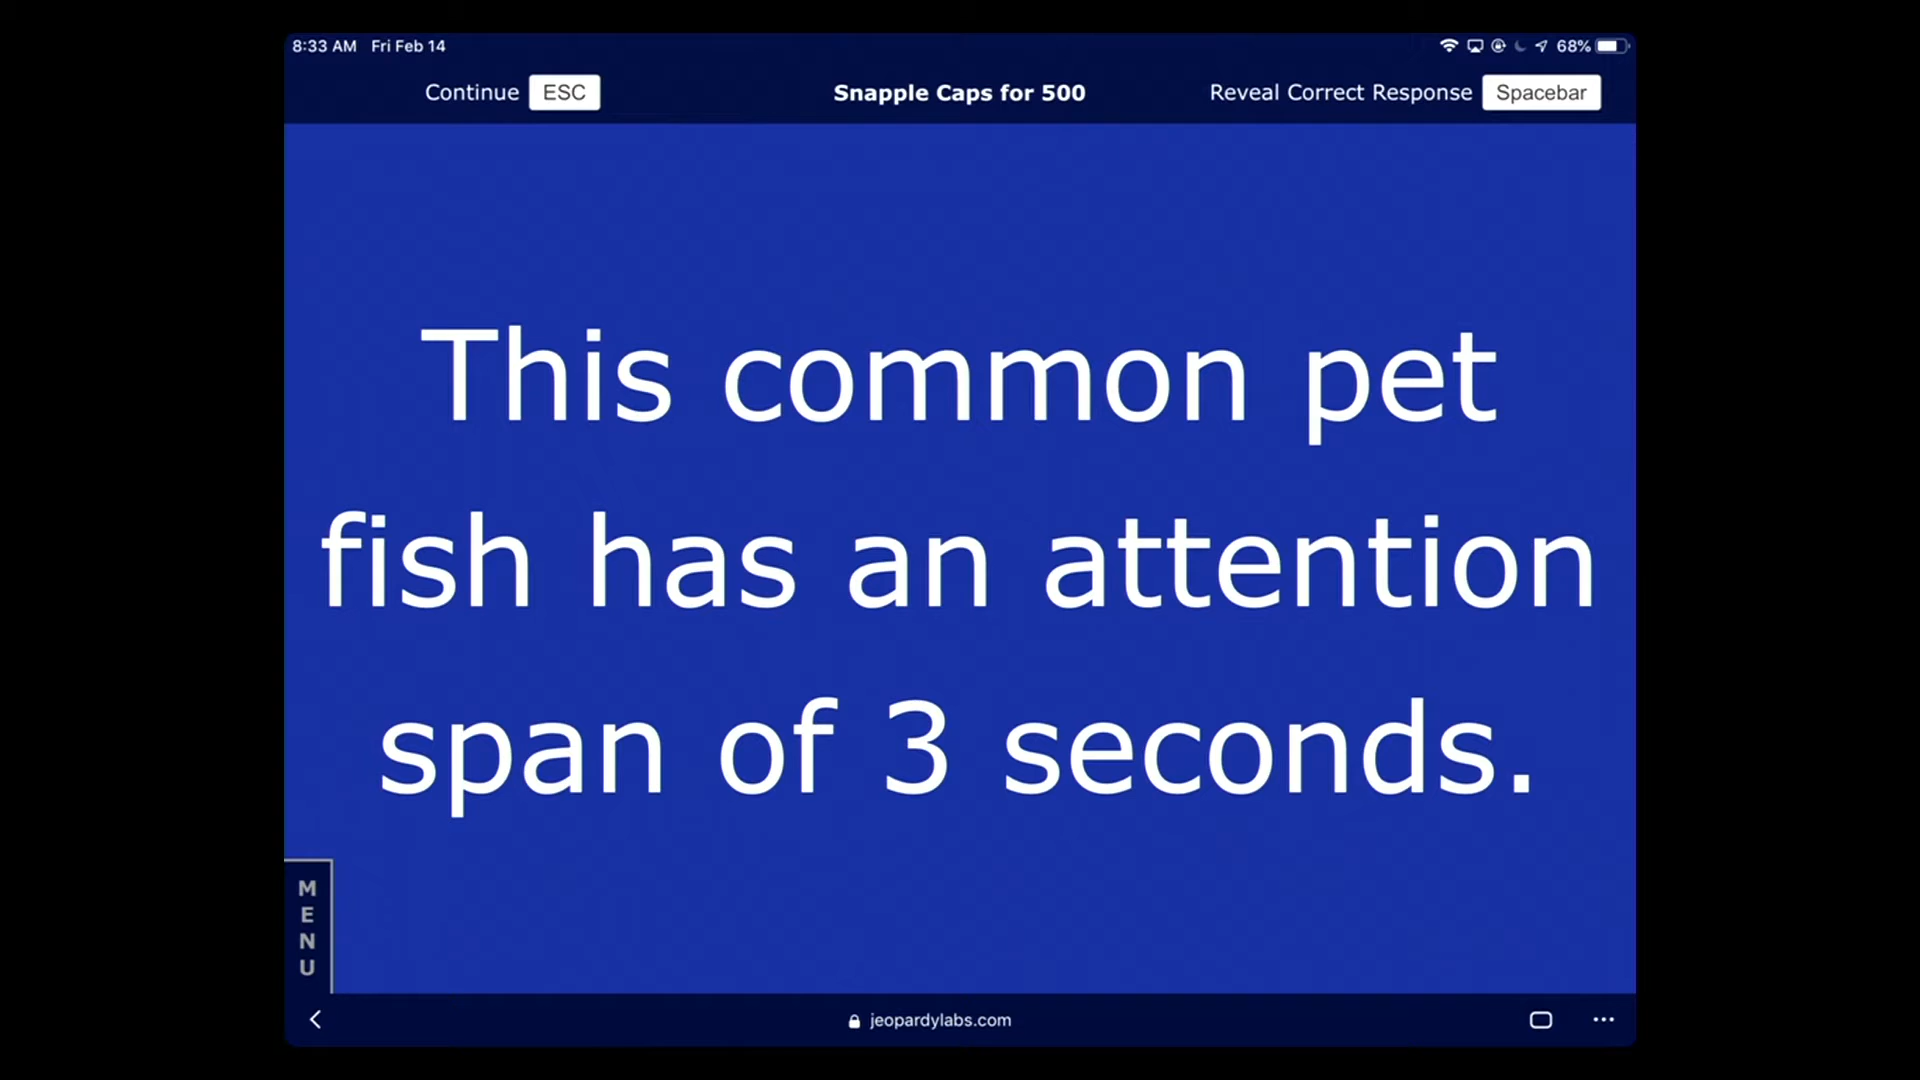 8:33 AM Fri Feb 14 68%
Continue ESC Snapple Caps for 500 Reveal Correct Response Spacebar
This common pet
fish has an attention
span of 3 seconds.
MENU
jeopardylabs.com